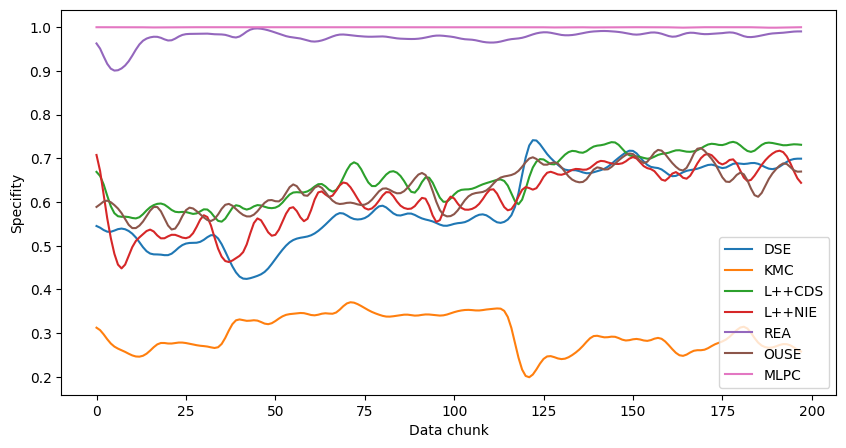 1.0
0.9
0.8
0.7
0.6
0.5
0.4
0.3
0.2
Specifity
0
25
50
75
100
125
150
175
200
Data chunk
DSE
KMC
L++CDS
L++NIE
REA
OUSE
MLPC